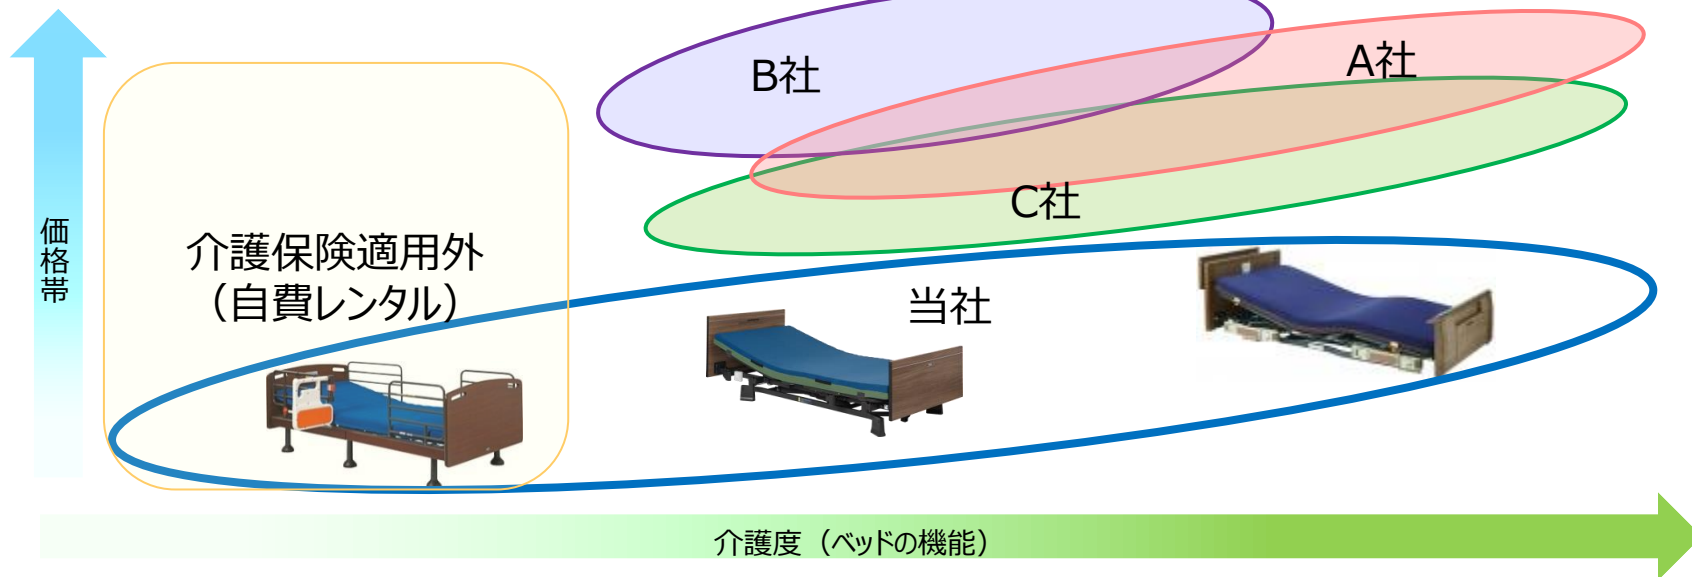 B社
A社
C社
価格帯
介護保険適用外
（自費レンタル）
当社
介護度（ベッドの機能）